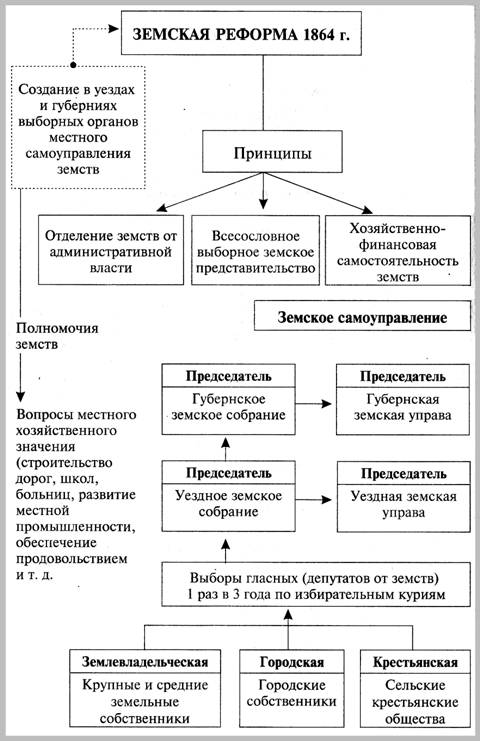 ЗЕМСКАЯ РЕФОРМА 1864 г.
Создание в уездах
и губерниях
выборных органов
местного
самоуправления
земств
Принципы
Отделение земств от
административной
власти
Всесословное
выборное земское
представительство
Хозяйственно-
финансовая
самостоятельность
земств
Земское самоуправление
Полномочия
земств
Вопросы местного
хозяйственного
значения
(строительство
дорог, школ,
больниц, развитие
местной
промышленности,
обеспечение
продовольствием
и т. д.
Председатель
Губернское
земское собрание
Председатель
Губернская
земская управа
Председатель
Уездное земское
собрание
Председатель
Уездная земская
управа
Выборы гласных (депутатов от земств)
1 раз в 3 года по избирательным куриям
Землевладельческая
Крупные и средние
земельные
собственники
Городская
Городские
собственники
Крестьянская
Сельские
крестьянские
общества